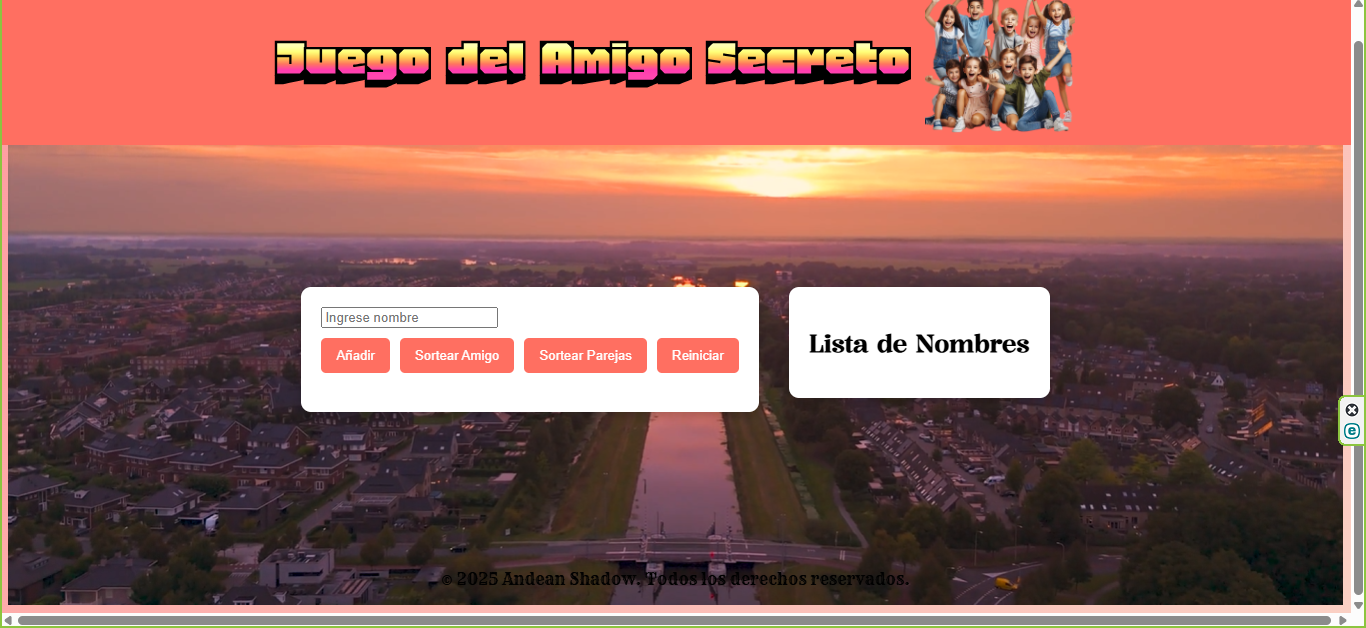 Juego del Amigo Secreto
Ingrese nombre
Añadir
Sortear Amigo
Sortear Parejas
Reiniciar
Lista de Nombres
© 2025 Andean Shadow. Todos los derechos reservados.
e